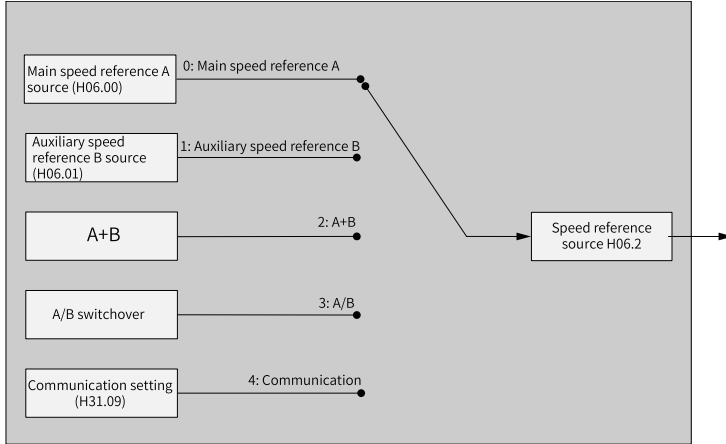 Main speed reference A
source (H06.00)
0: Main speed reference A
Auxiliary speed
reference B source
(H06.01)
1: Auxiliary speed reference B
A+B
2: A+B
Speed reference
source H06.2
A/B switchover
3: A/B
Communication setting
(H31.09)
4: Communication